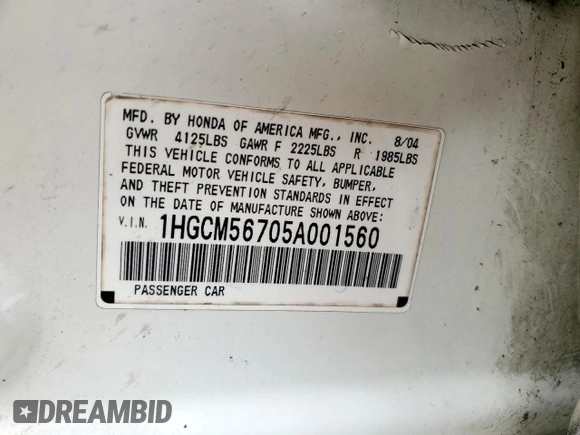 MFD. BY HONDA OF AMERICA MFG., INC. 8/04
GVWR 4125LBS GAWR F 2225LBS R 1985LBS
THIS VEHICLE CONFORMS TO ALL APPLICABLE
FEDERAL MOTOR VEHICLE SAFETY, BUMPER,
AND THEFT PREVENTION STANDARDS IN EFFECT
ON THE DATE OF MANUFACTURE SHOWN ABOVE:
V.I.N. 1HGCM56705A001560
PASSENGER CAR
DREAMBID